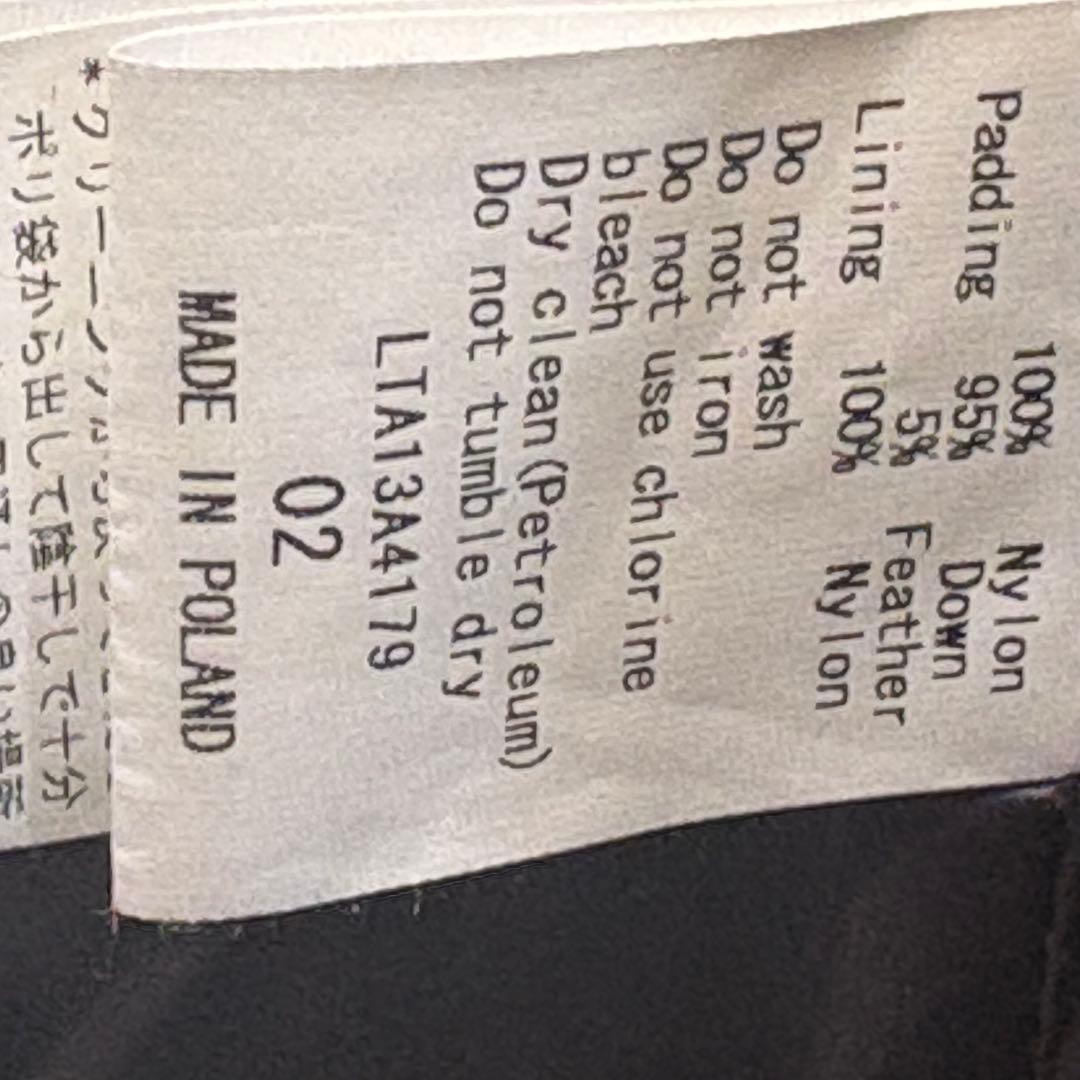 100% Nylon
Padding 95% Down
5% Feather
Lining 100% Nylon
Do not wash
Do not iron
Do not use chlorine
bleach
Dry clean(Petroleum)
Do not tumble dry
LTA13A4179
02
MADE IN POLAND
ポリ袋から出して陰干しで十分